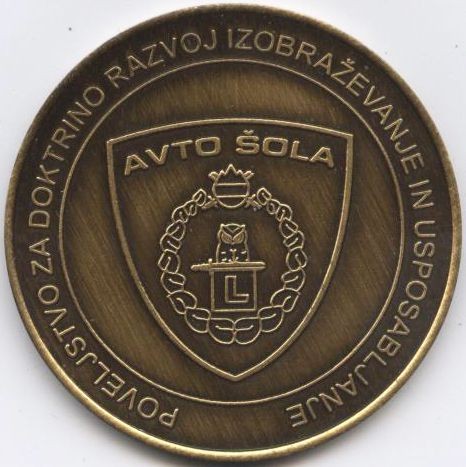 POVELJSTVO ZA DOKTRINO RAZVOJ IZOBRAŽEVANJE IN USPOSABLJANJE
AVTO ŠOLA
L